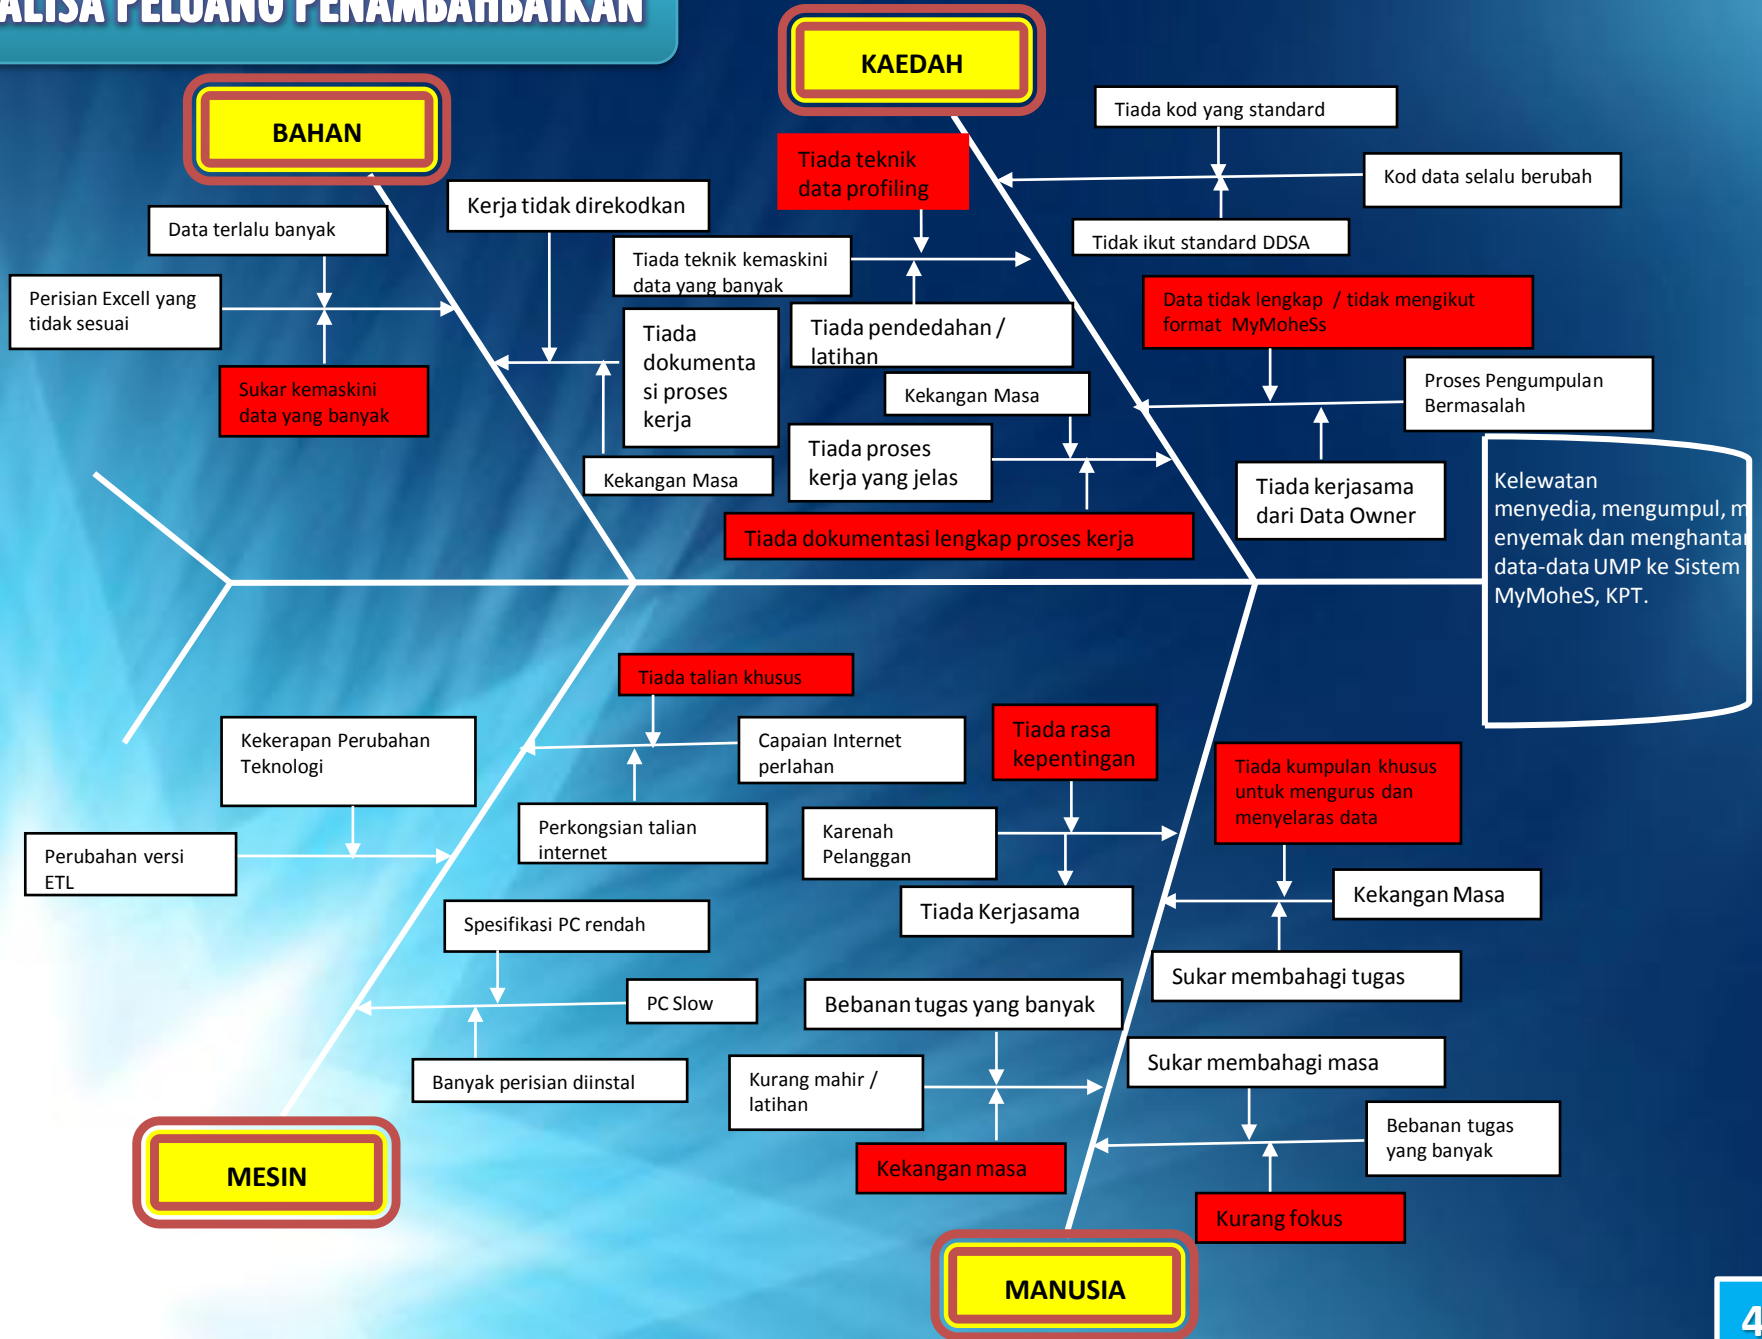 ALISA PELUANG PENAMBAHBAIKAN
KAEDAH
BAHAN
Tiada kod yang standard
Tiada teknik
data profiling
Kod data selalu berubah
Kerja tidak direkodkan
Data terlalu banyak
Tidak ikut standard DDSA
Tiada teknik kemaskini
data yang banyak
Perisian Excell yang
tidak sesuai
Data tidak lengkap / tidak mengikut
format MyMoheSs
Tiada pendedahan /
latihan
Tiada
dokumenta
si proses
kerja
Sukar kemaskini
data yang banyak
Kekangan Masa
Proses Pengumpulan
Bermasalah
Tiada proses
kerja yang jelas
Kekangan Masa
Tiada kerjasama
dari Data Owner
Tiada dokumentasi lengkap proses kerja
Kelewatan
menyedia, mengumpul, m
enyemak dan menghantar
data-data UMP ke Sistem
MyMoheS, KPT.
Tiada talian khusus
Kekerapan Perubahan
Teknologi
Capaian Internet
perlahan
Tiada rasa
kepentingan
Tiada kumpulan khusus
untuk mengurus dan
menyelaras data
Perkongsian talian
internet
Karenah
Pelanggan
Perubahan versi
ETL
Kekangan Masa
Tiada Kerjasama
Spesifikasi PC rendah
Sukar membahagi tugas
PC Slow
Bebanan tugas yang banyak
Sukar membahagi masa
Banyak perisian diinstal
Kurang mahir /
latihan
Bebanan tugas
yang banyak
Kekangan masa
MESIN
Kurang fokus
MANUSIA
4